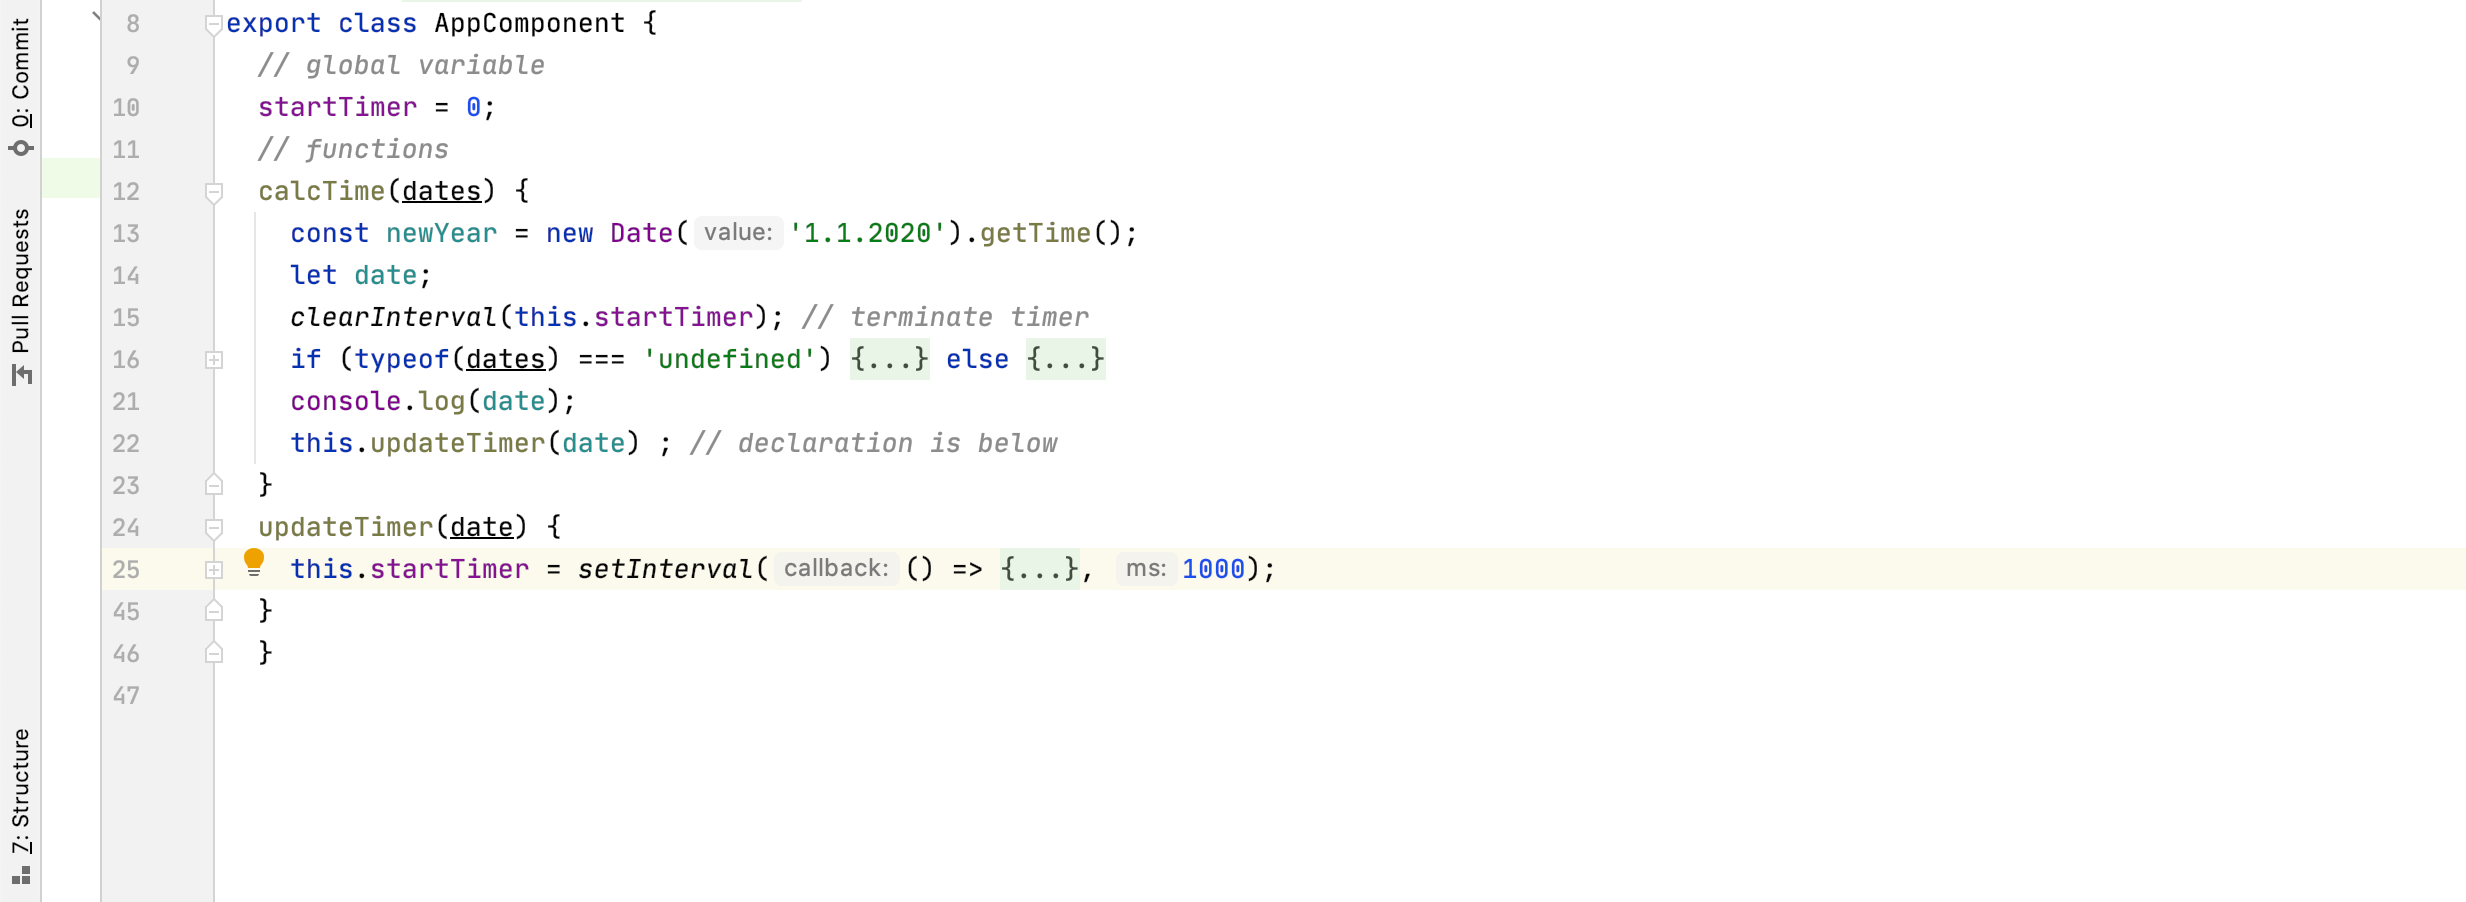 0: Commit
Pull Requests
7: Structure
8 export class AppComponent {
9 // global variable
10 startTimer = 0;
11 // functions
12 calcTime(dates) {
13 const newYear = new Date( value: '1.1.2020').getTime();
14 let date;
15 clearInterval(this.startTimer); // terminate timer
16 if (typeof(dates) === 'undefined') {...} else {...}
21 console.log(date);
22 this.updateTimer(date) ; // declaration is below
23 }
24 updateTimer(date) {
25 this.startTimer = setInterval( callback: () => {...}, ms: 1000);
45 }
46 }
47